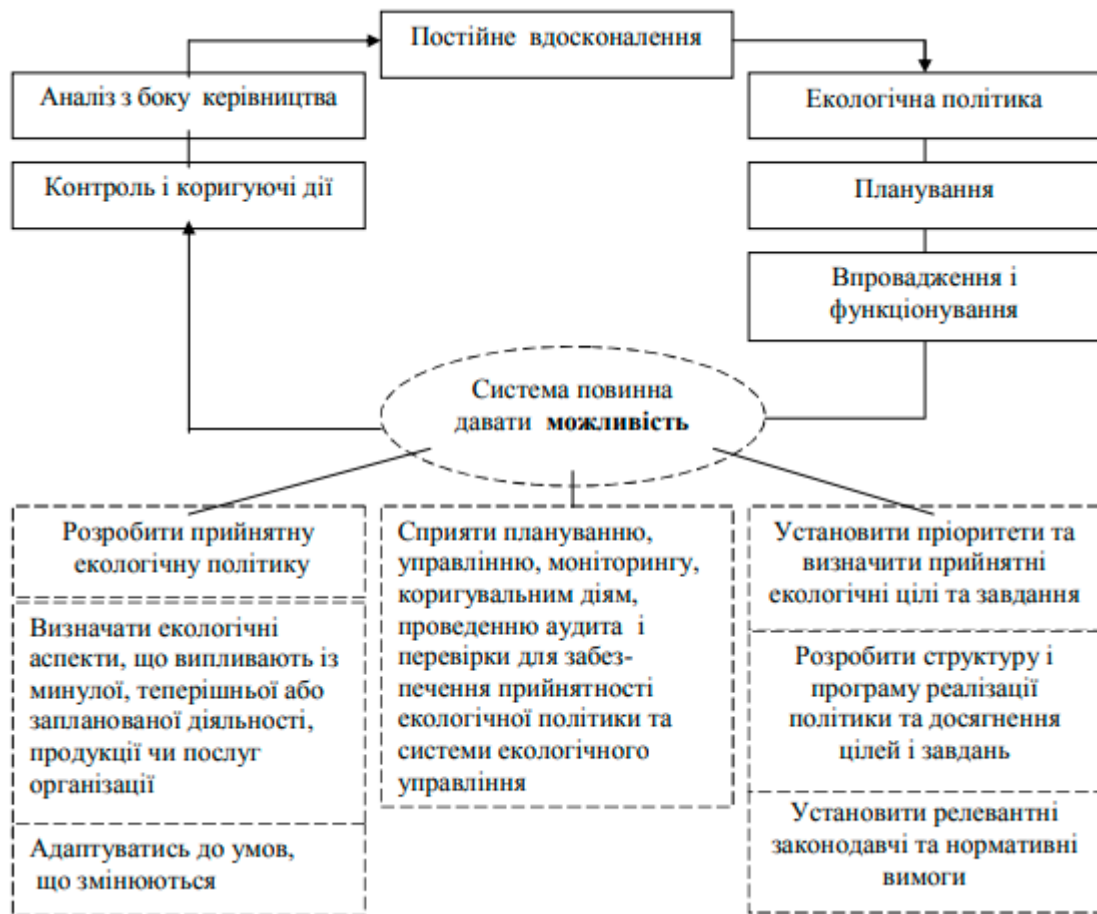 Постійне вдосконалення
Аналіз з боку керівництва
Екологічна політика
Контроль і коригуючі дії
Планування
Впровадження і
функціонування
Система повинна
давати можливість
Розробити прийнятну
екологічну політику
Визначати екологічні
аспекти, що випливають із
минулої, теперішньої або
запланованої діяльності,
продукції чи послуг
організації
Адаптуватись до умов,
що змінюються
Сприяти плануванню,
управлінню, моніторингу,
коригувальним діям,
проведенню аудита і
перевірки для забез-
печення прийнятності
екологічної політики та
системи екологічного
управління
Установити пріоритети та
визначити прийнятні
екологічні цілі та завдання
Розробити структуру і
програму реалізації
політики та досягнення
цілей і завдань
Установити релевантні
законодавчі та нормативні
вимоги